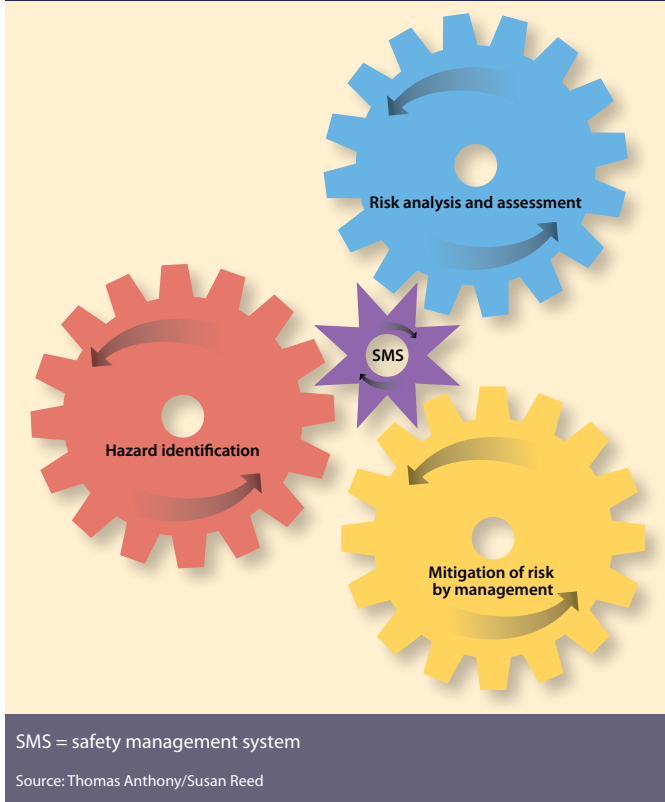 Risk analysis and assessment
SMS
Hazard identification
Mitigation of risk
by management
SMS = safety management system
Source: Thomas Anthony/Susan Reed